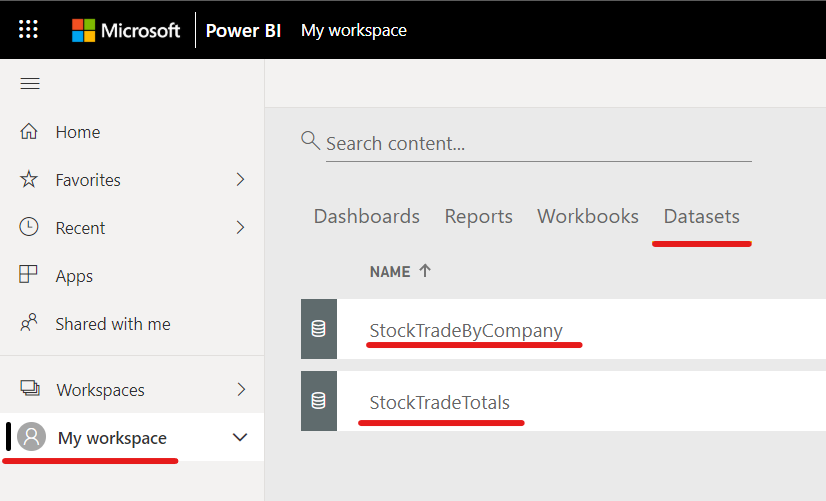 Microsoft Power BI My workspace
Home
Favorites
Recent
Apps
Shared with me
Workspaces
My workspace
Search content...
Dashboards Reports Workbooks Datasets
NAME
StockTradeByCompany
StockTradeTotals